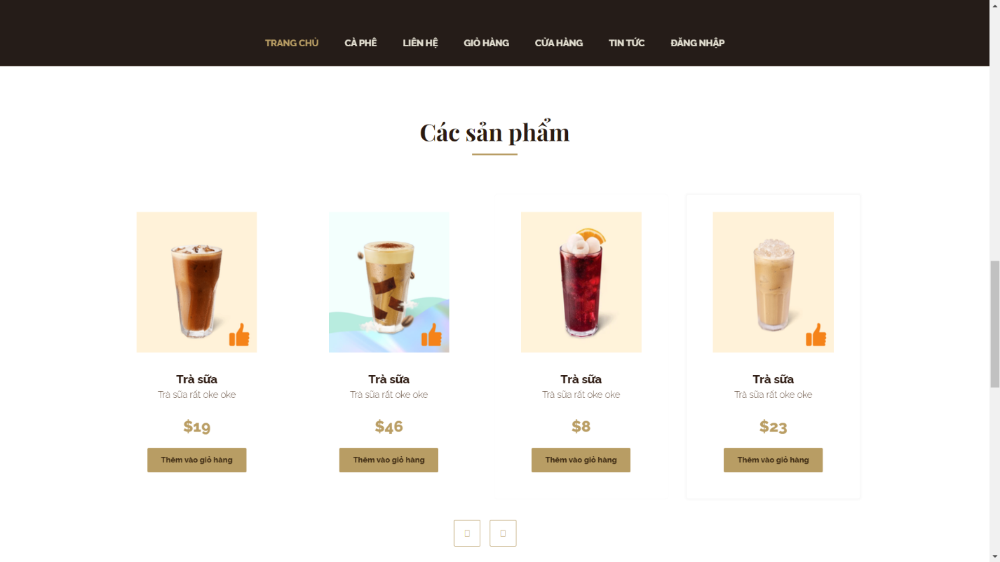 TRANG CHỦ CÀ PHÊ LIÊN HỆ GIỎ HÀNG CỬA HÀNG TIN TỨC ĐĂNG NHẬP
Các sản phẩm
Trà sữa Trà sữa Trà sữa Trà sữa
Trà sữa rất oke oke Trà sữa rất oke oke Trà sữa rất oke oke Trà sữa rất oke oke
$19 $46 $8 $23
Thêm vào giỏ hàng Thêm vào giỏ hàng Thêm vào giỏ hàng Thêm vào giỏ hàng